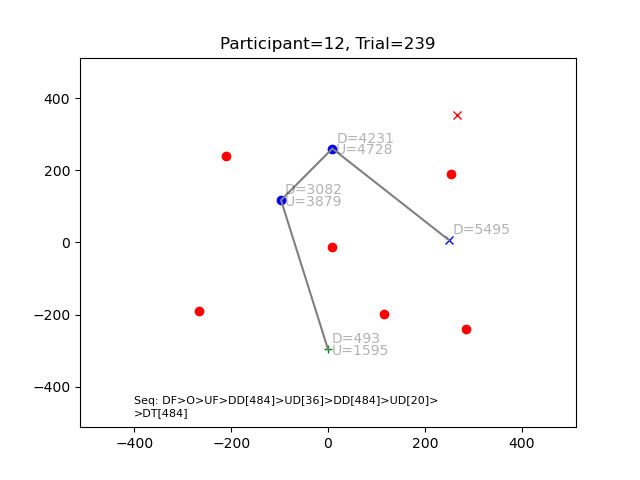 Participant=12, Trial=239
D=4231
U=4728
D=3082
U=3879
D=5495
D=493
U=1595
Seq: DF>O>UF>DD[484]>UD[36]>DD[484]>UD[20]>
>DT[484]
400
200
0
−200
−400
−400
−200
0
200
400